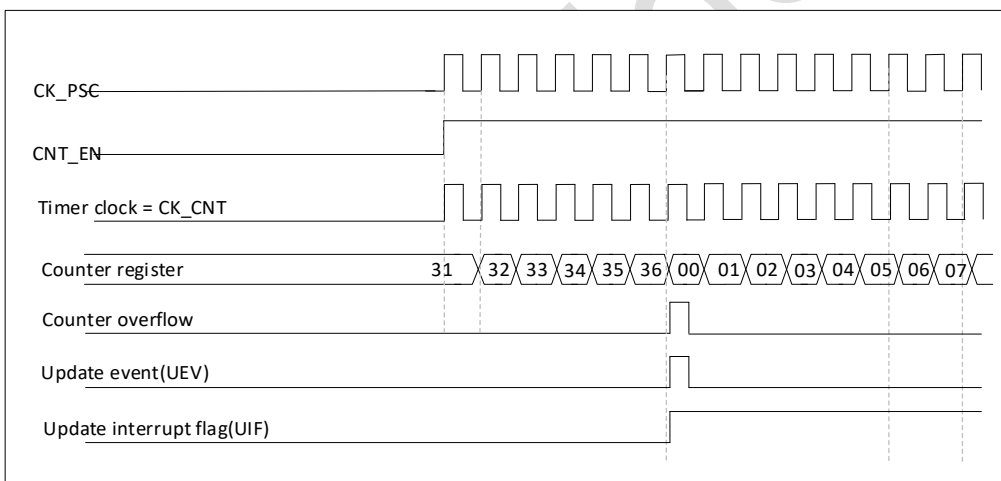 CK_PSC
CNT_EN
Timer clock = CK_CNT
Counter register 31 32 33 34 35 36 00 01 02 03 04 05 06 07
Counter overflow
Update event(UEV)
Update interrupt flag(UIF)